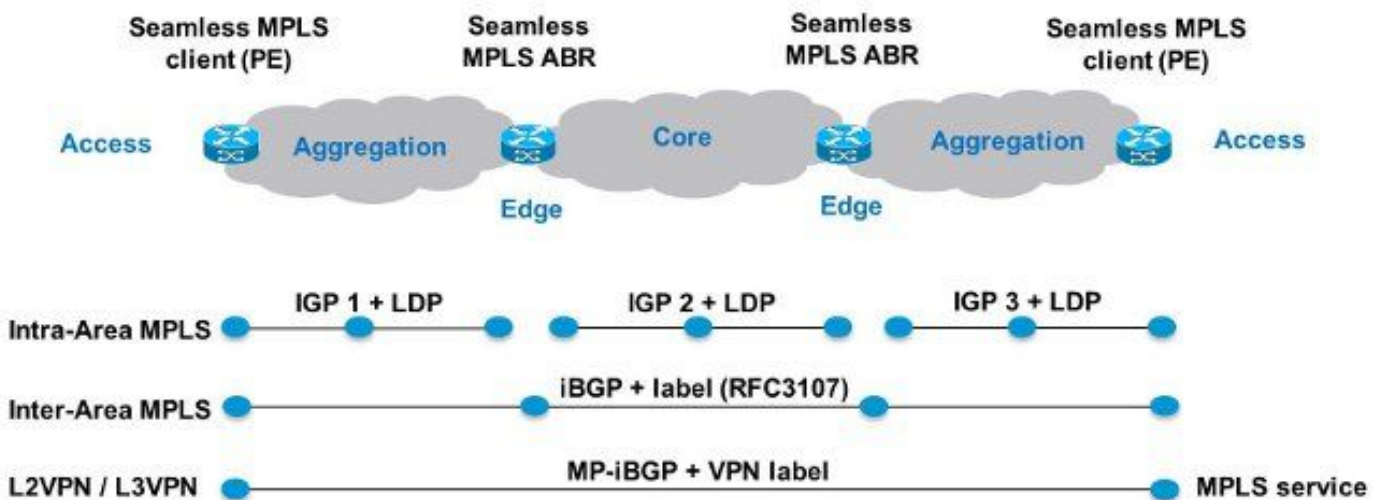 Seamless MPLS
client (PE)
Seamless
MPLS ABR
Seamless
MPLS ABR
Seamless MPLS
client (PE)
Access
Aggregation
Core
Aggregation
Access
Edge
Edge
Intra-Area MPLS
IGP 1 + LDP
IGP 2 + LDP
IGP 3 + LDP
Inter-Area MPLS
iBGP + label (RFC3107)
L2VPN / L3VPN
MP-iBGP + VPN label
MPLS service